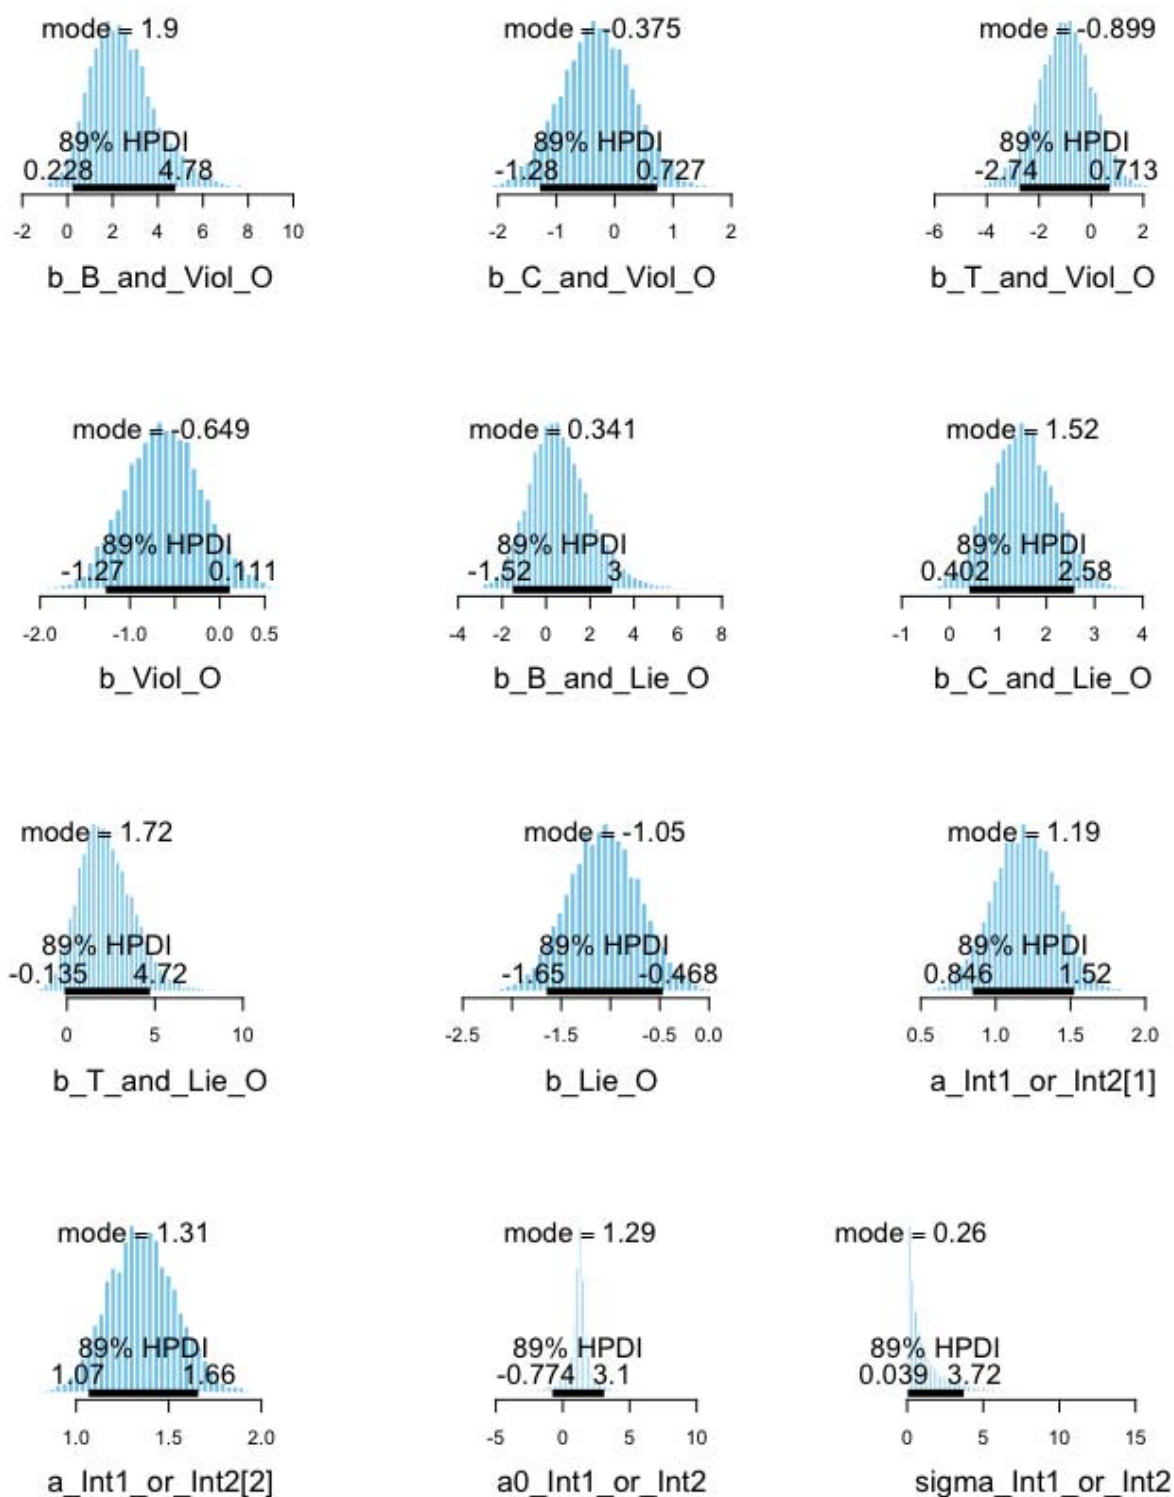 mode = 1.9
89% HPDI
0.228 4.78
-2 0 2 4 6 8 10
b_B_and_Viol_O
mode = -0.375
89% HPDI
-1.28 0.727
-2 -1 0 1 2
b_C_and_Viol_O
mode = -0.899
89% HPDI
-2.74 0.713
-6 -4 -2 0 2
b_T_and_Viol_O
mode = -0.649
89% HPDI
-1.27 0.111
-2.0 -1.0 0.0 0.5
b_Viol_O
mode = 0.341
89% HPDI
-1.52 3
-4 -2 0 2 4 6 8
b_B_and_Lie_O
mode = 1.52
89% HPDI
0.402 2.58
-1 0 1 2 3 4
b_C_and_Lie_O
mode = 1.72
89% HPDI
-0.135 4.72
0 5 10
b_T_and_Lie_O
mode = -1.05
89% HPDI
-1.65 -0.468
-2.5 -1.5 -0.5 0.0
b_Lie_O
mode = 1.19
89% HPDI
0.846 1.52
0.5 1.0 1.5 2.0
a_Int1_or_Int2[1]
mode = 1.31
89% HPDI
1.07 1.66
1.0 1.5 2.0
a_Int1_or_Int2[2]
mode = 1.29
89% HPDI
-0.774 3.1
-5 0 5 10
a0_Int1_or_Int2
mode = 0.26
89% HPDI
0.039 3.72
0 5 10 15
sigma_Int1_or_Int2